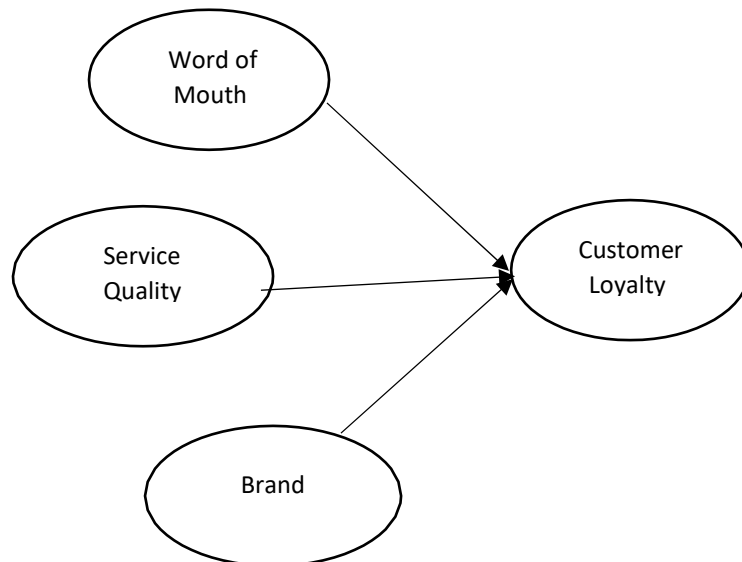 Word of
Mouth
Service
Quality
Customer
Loyalty
Brand